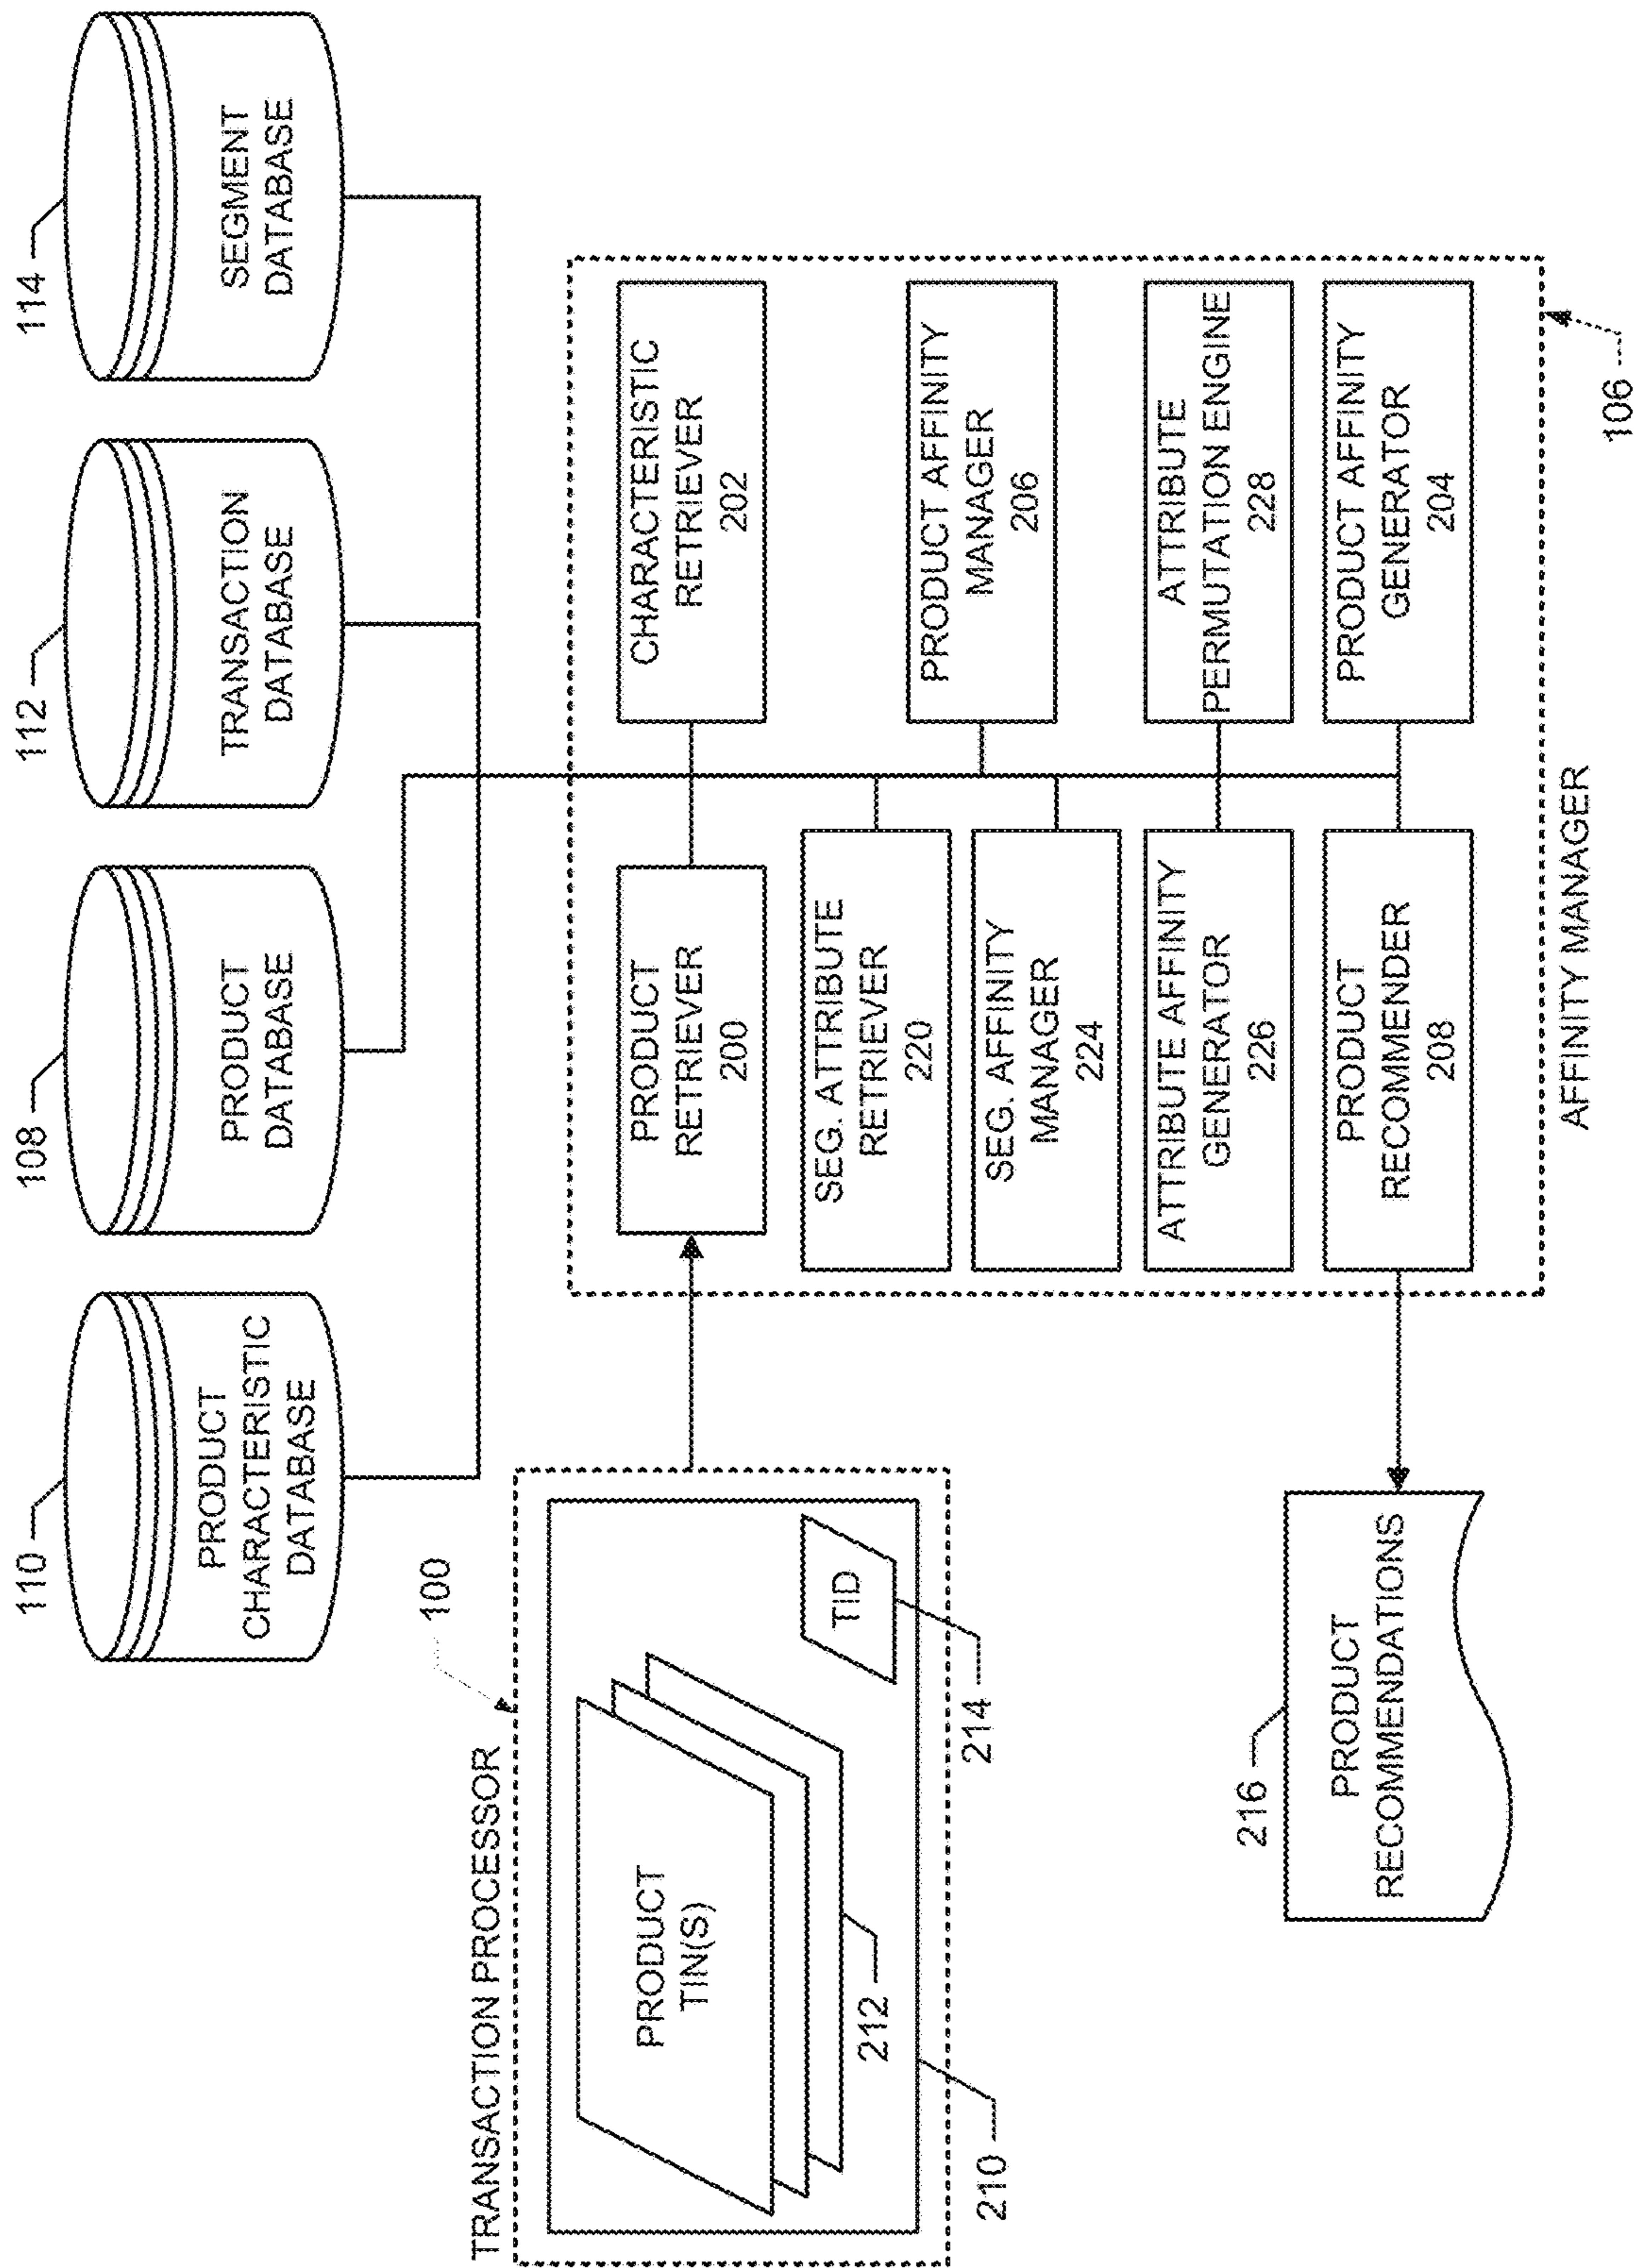 110
PRODUCT
CHARACTERISTIC
DATABASE
108
PRODUCT
DATABASE
112
TRANSACTION
DATABASE
114
SEGMENT
DATABASE
TRANSACTION PROCESSOR
100
PRODUCT
TIN(S)
212
TID
214
210
PRODUCT
RETRIEVER
200
CHARACTERISTIC
RETRIEVER
202
SEG. ATTRIBUTE
RETRIEVER
220
PRODUCT AFFINITY
MANAGER
206
SEG. AFFINITY
MANAGER
224
ATTRIBUTE AFFINITY
GENERATOR
226
ATTRIBUTE
PERMUTATION ENGINE
228
PRODUCT
RECOMMENDER
208
PRODUCT AFFINITY
GENERATOR
204
AFFINITY MANAGER
106
216
PRODUCT
RECOMMENDATIONS